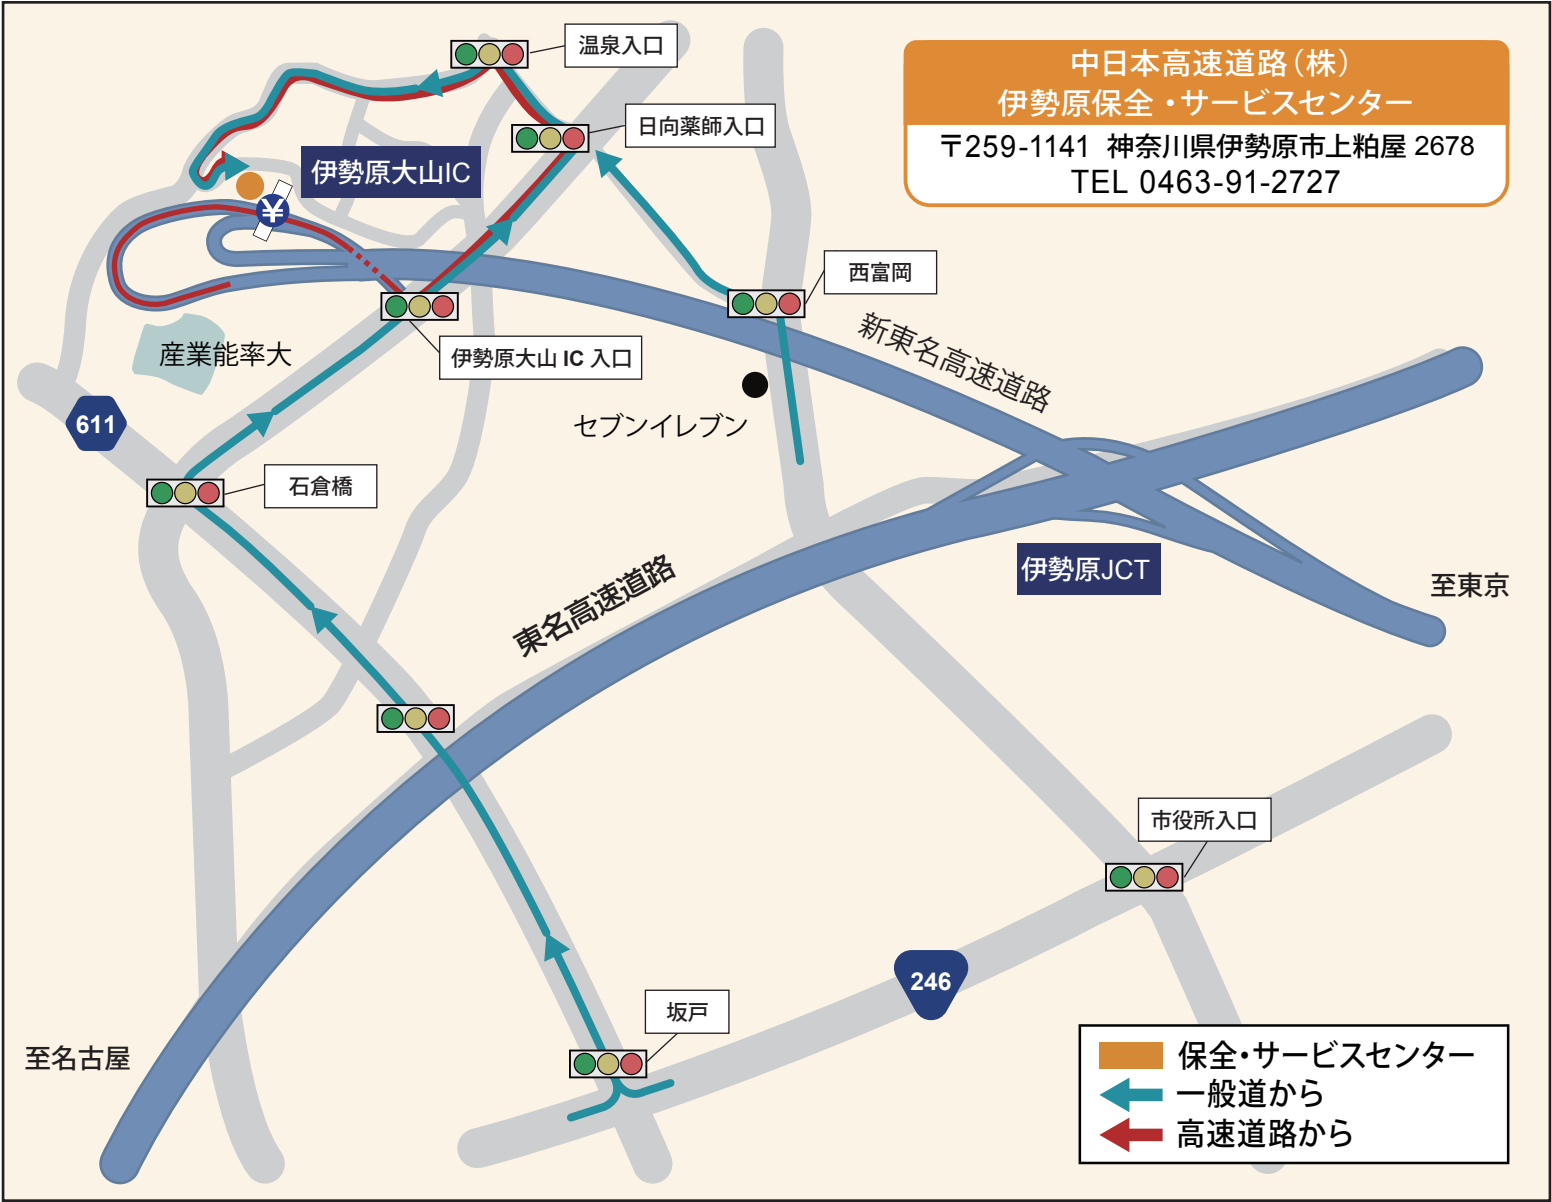 温泉入口
中日本高速道路（株）
伊勢原保全・サービスセンター
〒259-1141 神奈川県伊勢原市上粕屋 2678
TEL 0463-91-2727
日向薬師入口
伊勢原大山IC
¥
西富岡
新東名高速道路
伊勢原大山 IC 入口
産業能率大
611
セブンイレブン
石倉橋
東名高速道路
伊勢原JCT
至東京
市役所入口
246
坂戸
至名古屋
保全・サービスセンター
一般道から
高速道路から